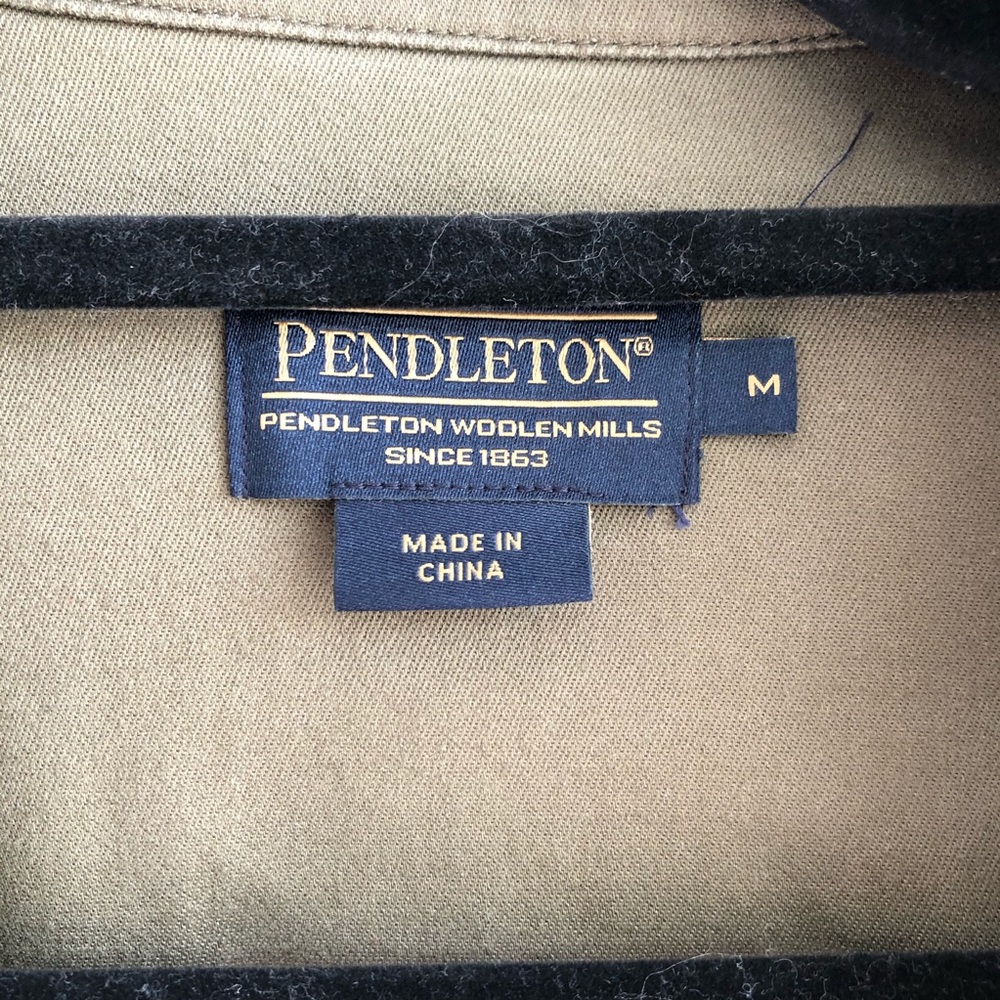 PENDLETON®
M
PENDLETON WOOLEN MILLS
SINCE 1863
MADE IN
CHINA